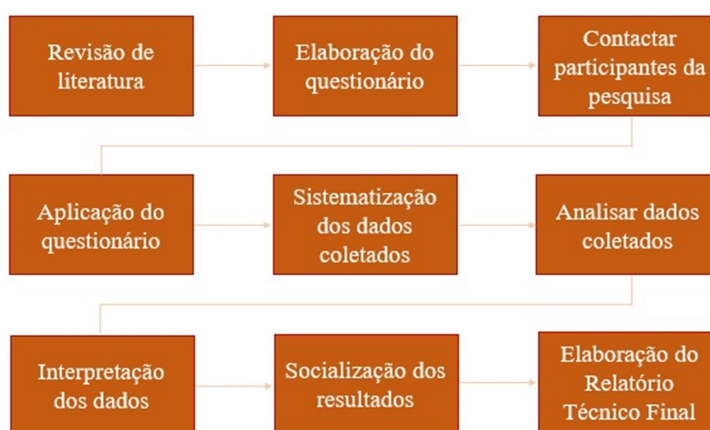 Revisão de
literatura
Elaboração do
questionário
Contactar
participantes da
pesquisa
Aplicação do
questionário
Sistematização
dos dados
coletados
Analisar dados
coletados
Interpretação
dos dados
Socialização dos
resultados
Elaboração do
Relatório
Técnico Final